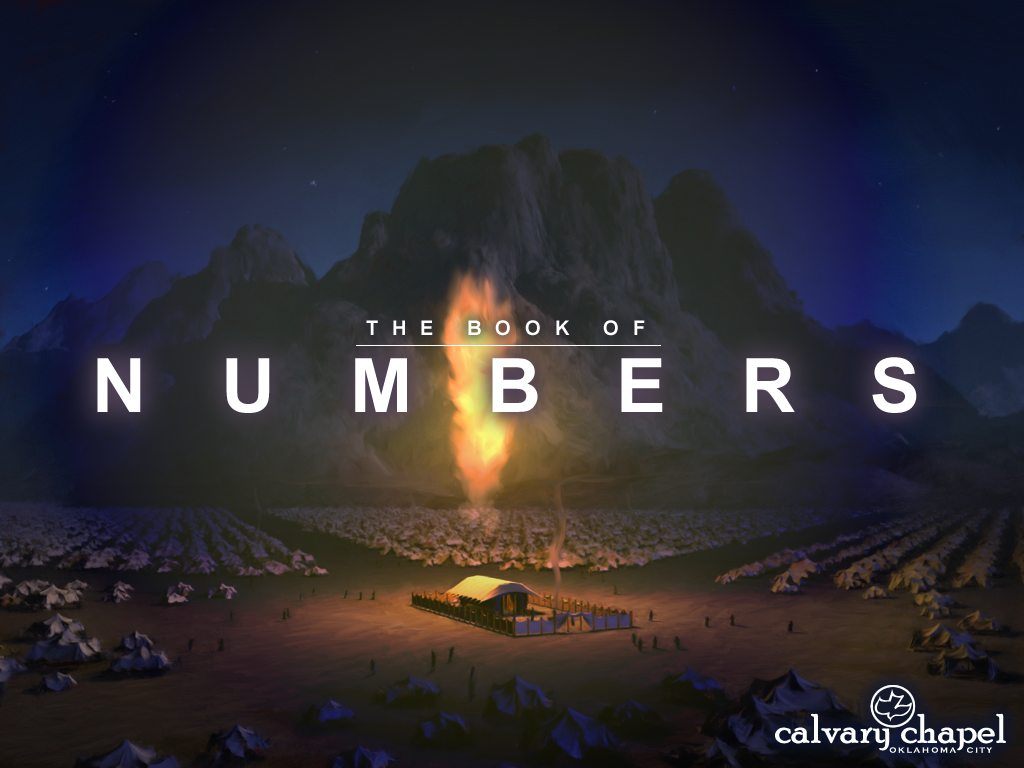 THE BOOK OF
NUMBERS
calvary chapel
OKLAHOMA CITY